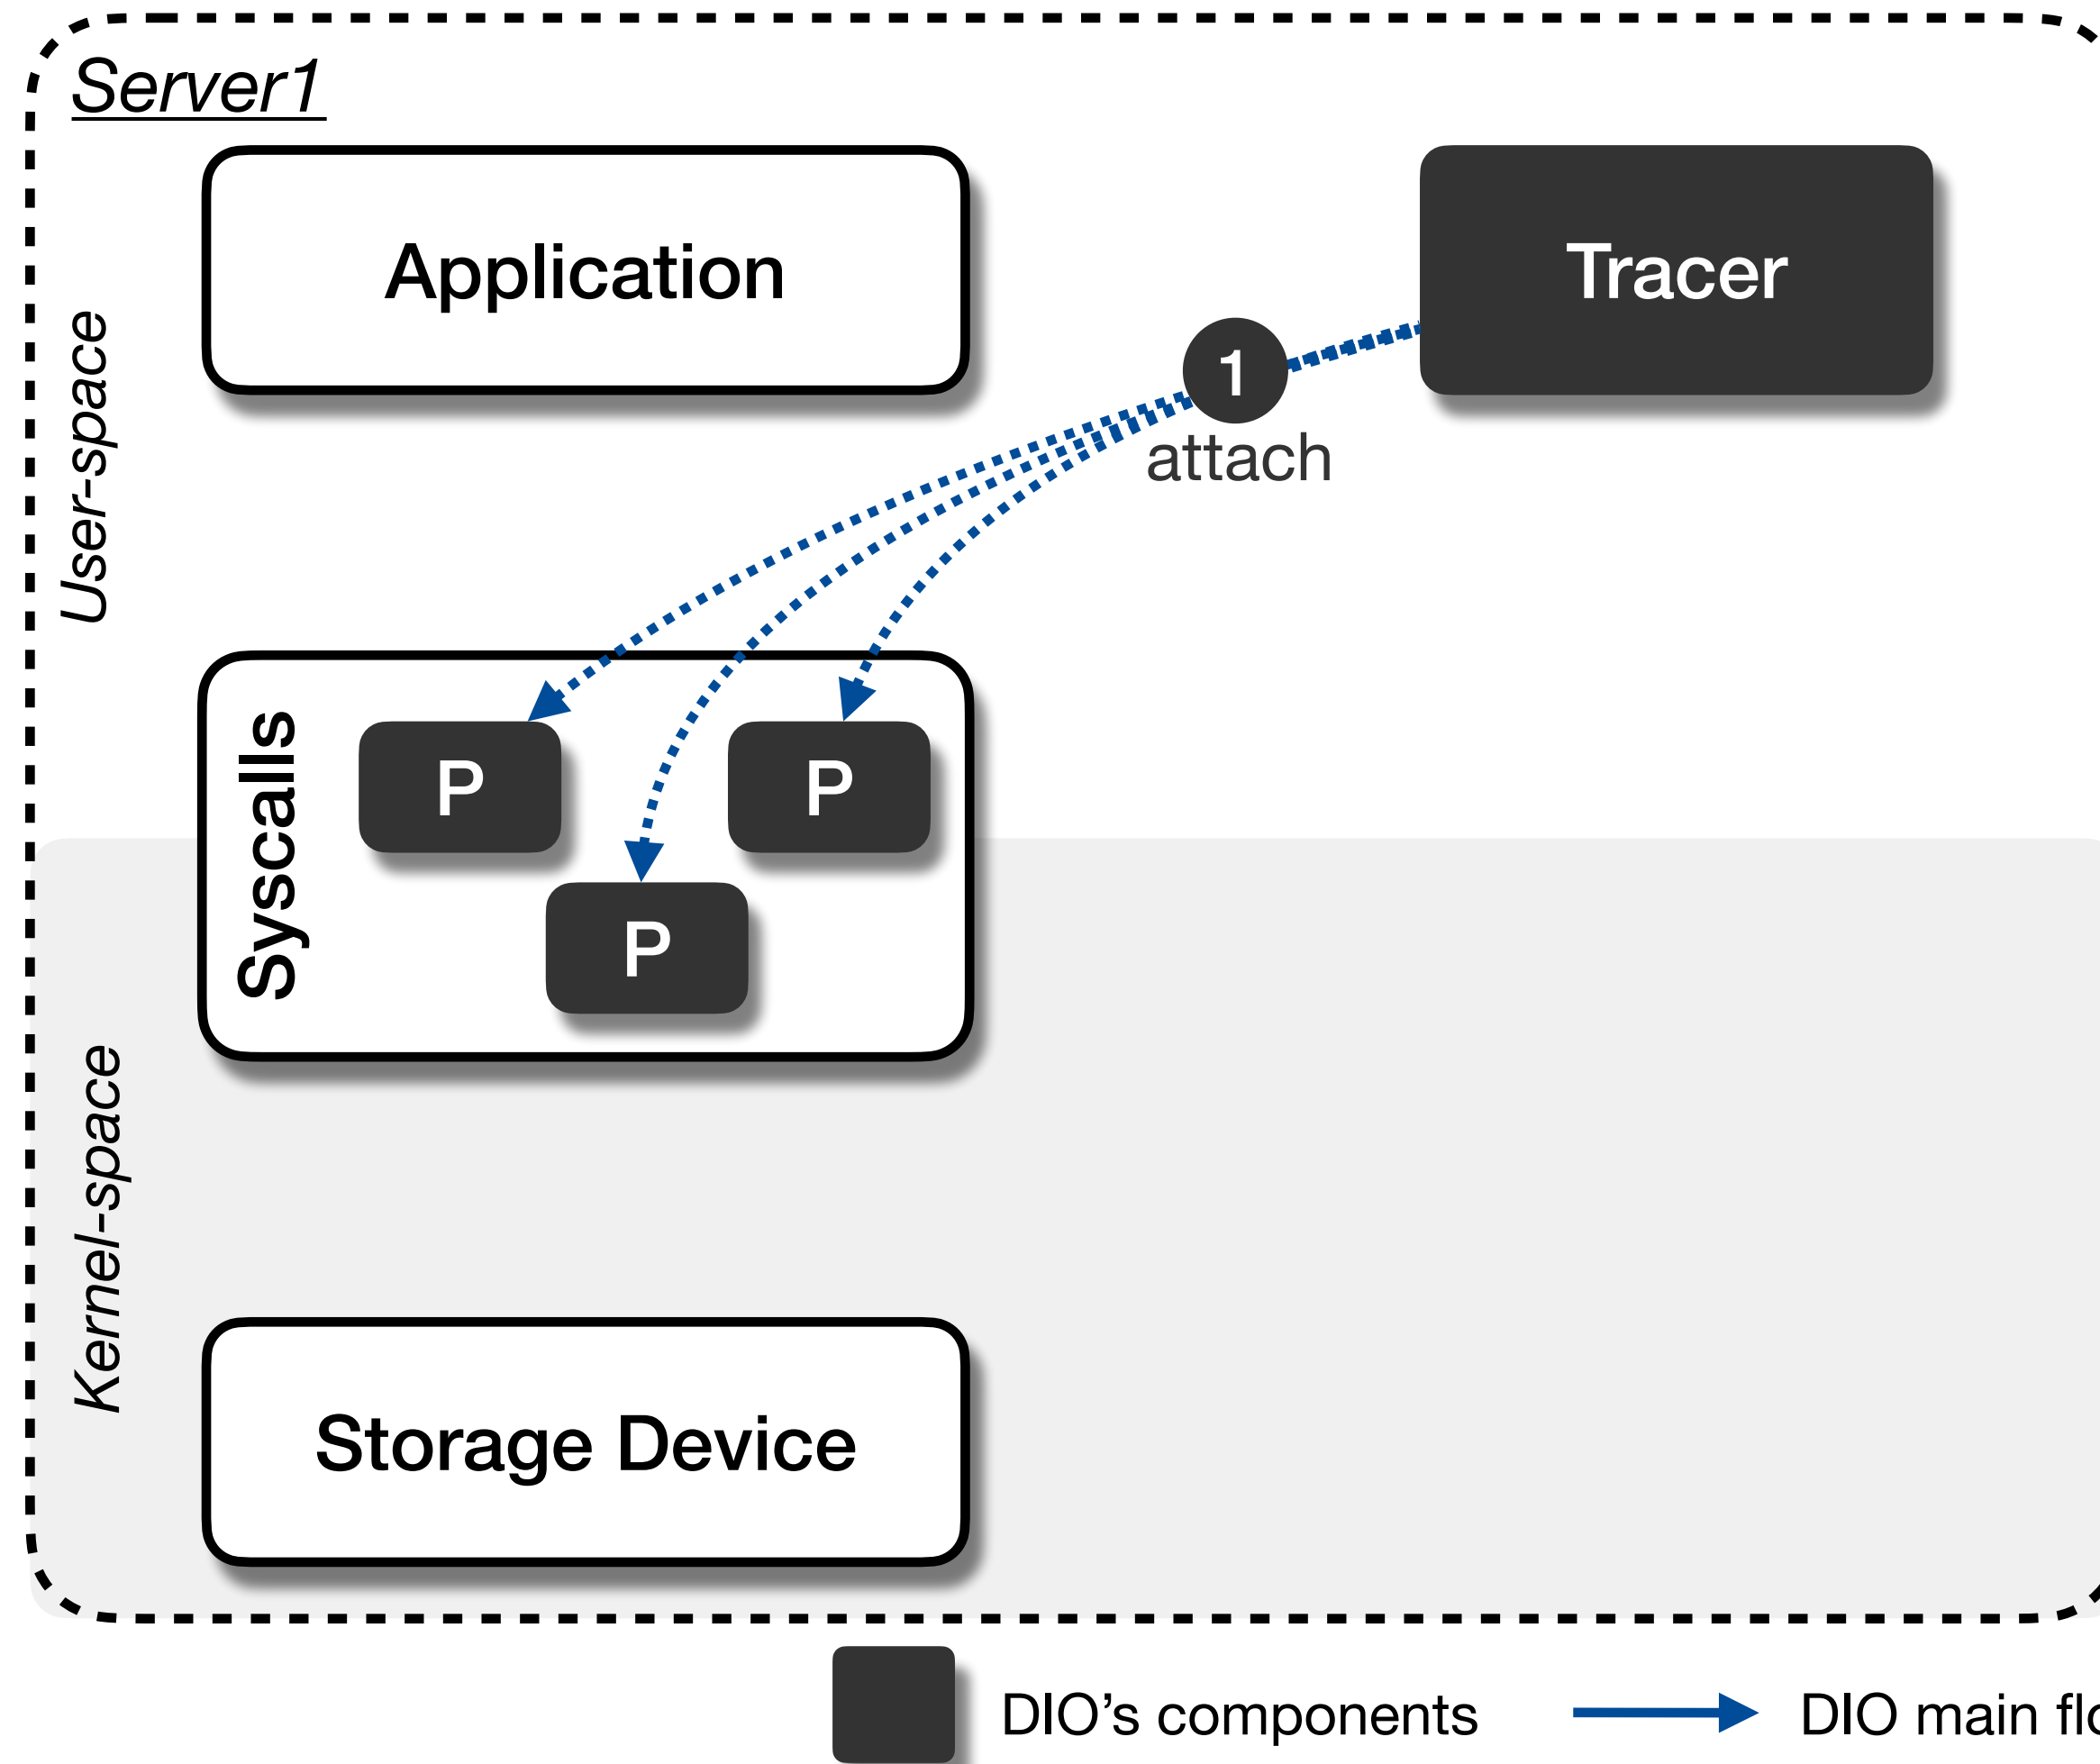 Server1
Application
Tracer
1
attach
User-space
Syscalls
P
P
P
Kernel-space
Storage Device
DIO's components
DIO main